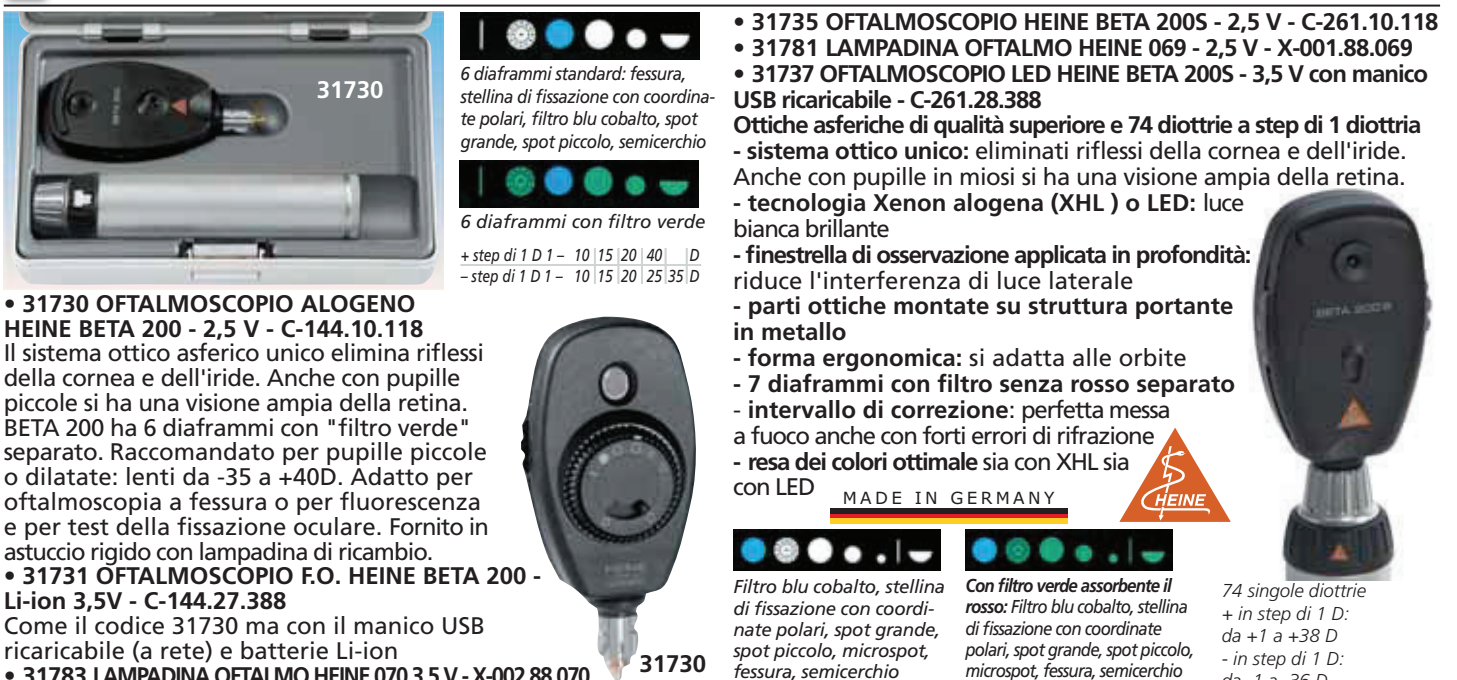 31730
6 diaframmi standard: fessura,
stellina di fissazione con coordina-
te polari, filtro blu cobalto, spot
grande, spot piccolo, semicerchio
6 diaframmi con filtro verde
+ step di 1 D 1 – 10 | 15 | 20 | 40 | | D
– step di 1 D 1 – 10 | 15 | 20 | 25 | 35 | D
• 31730 OFTALMOSCOPIO ALOGENO
HEINE BETA 200 - 2,5 V - C-144.10.118
Il sistema ottico asferico unico elimina riflessi
della cornea e dell'iride. Anche con pupille
piccole si ha una visione ampia della retina.
BETA 200 ha 6 diaframmi con "filtro verde"
separato. Raccomandato per pupille piccole
o dilatate: lenti da -35 a +40D. Adatto per
oftalmoscopia a fessura o per fluorescenza
e per test della fissazione oculare. Fornito in
astuccio rigido con lampadina di ricambio.
• 31731 OFTALMOSCOPIO F.O. HEINE BETA 200 -
Li-ion 3,5V - C-144.27.388
Come il codice 31730 ma con il manico USB
ricaricabile (a rete) e batterie Li-ion
• 31783 LAMPADINA OFTALMO HEINE 070 3,5 V - X-002.88.070
31730
• 31735 OFTALMOSCOPIO HEINE BETA 200S - 2,5 V - C-261.10.118
• 31781 LAMPADINA OFTALMO HEINE 069 - 2,5 V - X-001.88.069
• 31737 OFTALMOSCOPIO LED HEINE BETA 200S - 3,5 V con manico
USB ricaricabile - C-261.28.388
Ottiche asferiche di qualità superiore e 74 diottrie a step di 1 diottria
- sistema ottico unico: eliminati riflessi della cornea e dell'iride.
Anche con pupille in miosi si ha una visione ampia della retina.
- tecnologia Xenon alogena (XHL ) o LED: luce
bianca brillante
- finestrella di osservazione applicata in profondità:
riduce l'interferenza di luce laterale
- parti ottiche montate su struttura portante
in metallo
- forma ergonomica: si adatta alle orbite
- 7 diaframmi con filtro senza rosso separato
- intervallo di correzione: perfetta messa
a fuoco anche con forti errori di rifrazione
- resa dei colori ottimale sia con XHL sia
con LED
MADE IN GERMANY
HEINE
BETA 200S
Filtro blu cobalto, stellina
di fissazione con coordi-
nate polari, spot grande,
spot piccolo, microspot,
fessura, semicerchio
Con filtro verde assorbente il
rosso: Filtro blu cobalto, stellina
di fissazione con coordinate
polari, spot grande, spot piccolo,
microspot, fessura, semicerchio
74 singole diottrie
+ in step di 1 D:
da +1 a +38 D
- in step di 1 D:
da -1 a -36 D